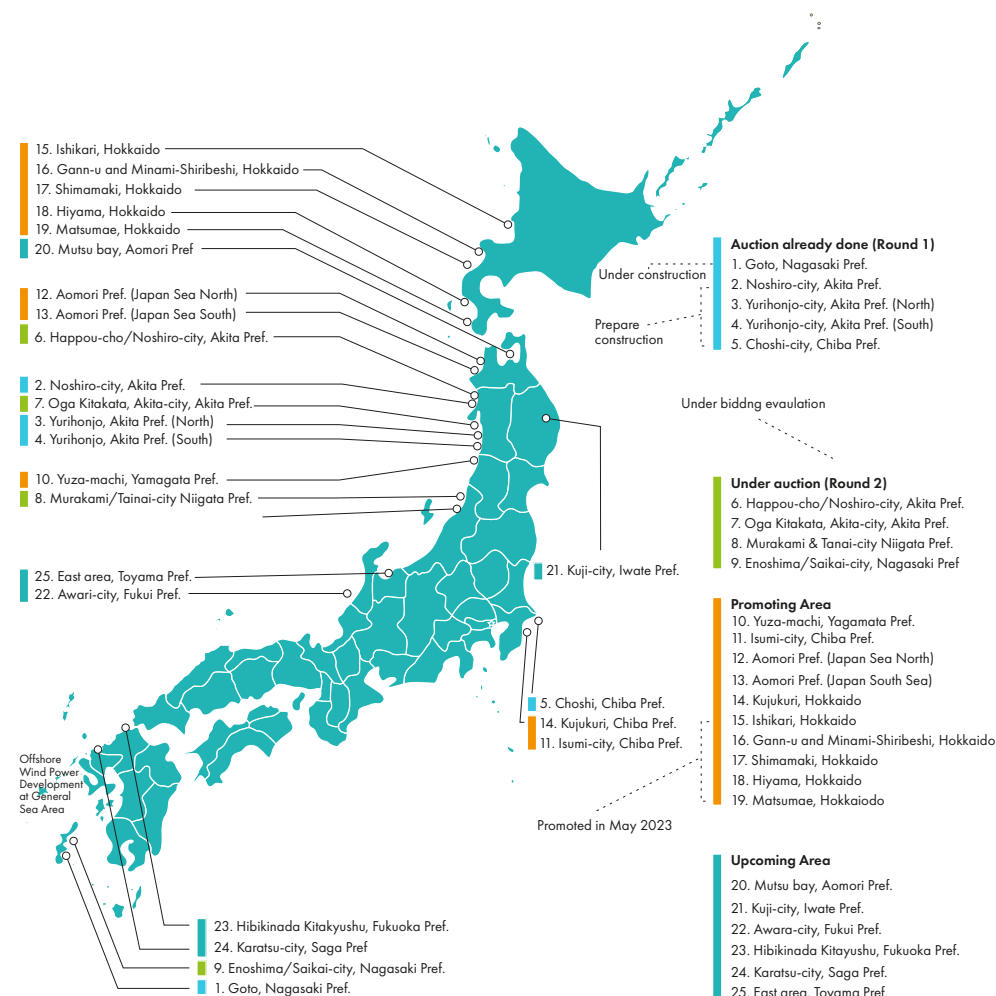 15. Ishikari, Hokkaido
16. Gann-u and Minami-Shiribeshi, Hokkaido
17. Shimamaki, Hokkaido
18. Hiyama, Hokkaido
19. Matsumae, Hokkaido
20. Mutsu bay, Aomori Pref
12. Aomori Pref. (Japan Sea North)
13. Aomori Pref. (Japan Sea South)
6. Happou-cho/Noshiro-city, Akita Pref.
2. Noshiro-city, Akita Pref.
7. Oga Kitakata, Akita-city, Akita Pref.
3. Yurihonjo, Akita Pref. (North)
4. Yurihonjo, Akita Pref. (South)
10. Yuza-machi, Yamagata Pref.
8. Murakami/Tainai-city Niigata Pref.
25. East area, Toyama Pref.
22. Awari-city, Fukui Pref.
21. Kuji-city, Iwate Pref.
5. Choshi, Chiba Pref.
14. Kujukuri, Chiba Pref.
11. Isumi-city, Chiba Pref.
Offshore
Wind Power
Development
at General
Sea Area
23. Hibikinada Kitakyushu, Fukuoka Pref.
24. Karatsu-city, Saga Pref
9. Enoshima/Saikai-city, Nagasaki Pref.
1. Goto, Nagasaki Pref.
Auction already done (Round 1)
1. Goto, Nagasaki Pref.
2. Noshiro-city, Akita Pref.
3. Yurihonjo-city, Akita Pref. (North)
4. Yurihonjo-city, Akita Pref. (South)
5. Choshi-city, Chiba Pref.
Under construction
Prepare
construction
Under biddng evaulation
Under auction (Round 2)
6. Happou-cho/Noshiro-city, Akita Pref.
7. Oga Kitakata, Akita-city, Akita Pref.
8. Murakami & Tanai-city Niigata Pref.
9. Enoshima/Saikai-city, Nagasaki Pref
Promoting Area
10. Yuza-machi, Yagamata Pref.
11. Isumi-city, Chiba Pref.
12. Aomori Pref. (Japan Sea North)
13. Aomori Pref. (Japan South Sea)
14. Kujukuri, Hokkaido
15. Ishikari, Hokkaido
16. Gann-u and Minami-Shiribeshi, Hokkaido
17. Shimamaki, Hokkaido
18. Hiyama, Hokkaido
19. Matsumae, Hokkaiodo
Promoted in May 2023
Upcoming Area
20. Mutsu bay, Aomori Pref.
21. Kuji-city, Iwate Pref.
22. Awara-city, Fukui Pref.
23. Hibikinada Kitayushu, Fukuoka Pref.
24. Karatsu-city, Saga Pref.
25. East area, Toyama Pref.